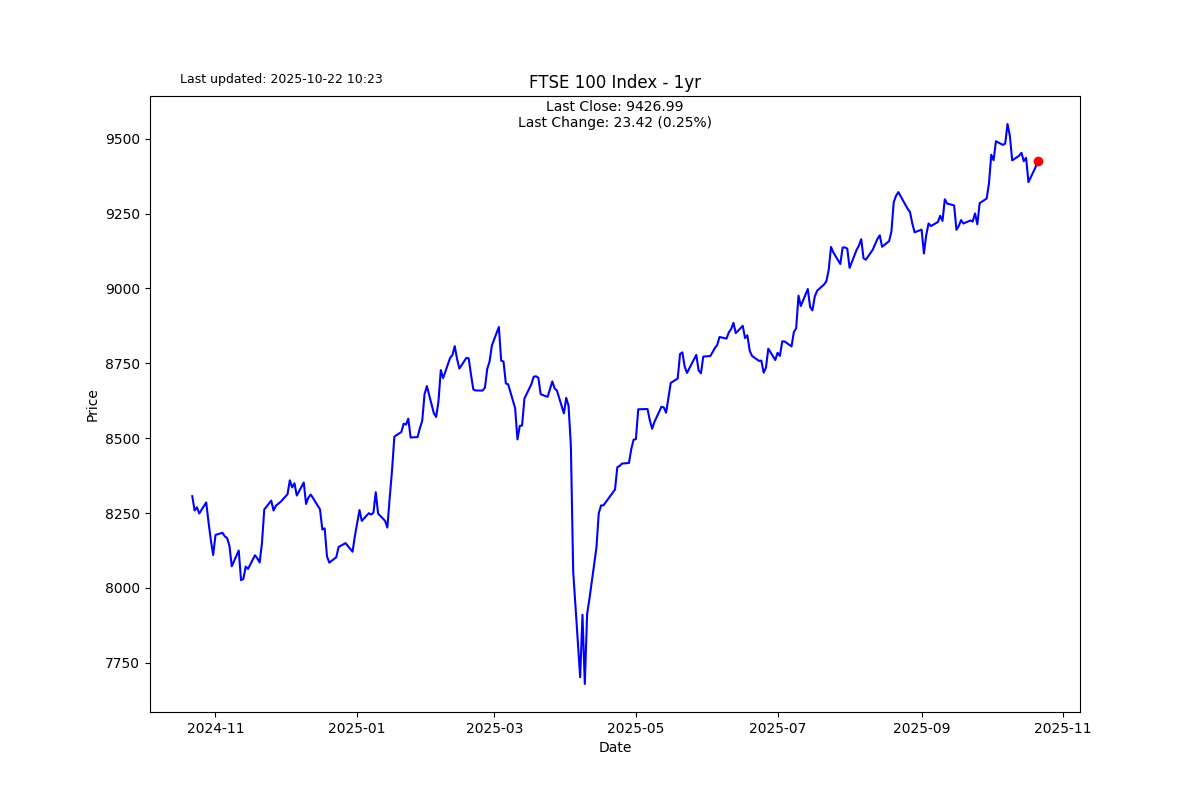 Last updated: 2025-10-22 10:23
FTSE 100 Index - 1yr
Last Close: 9426.99
Last Change: 23.42 (0.25%)
9500
9250
9000
8750
8500
8250
8000
7750
Price
2024-11
2025-01
2025-03
2025-05
2025-07
2025-09
2025-11
Date